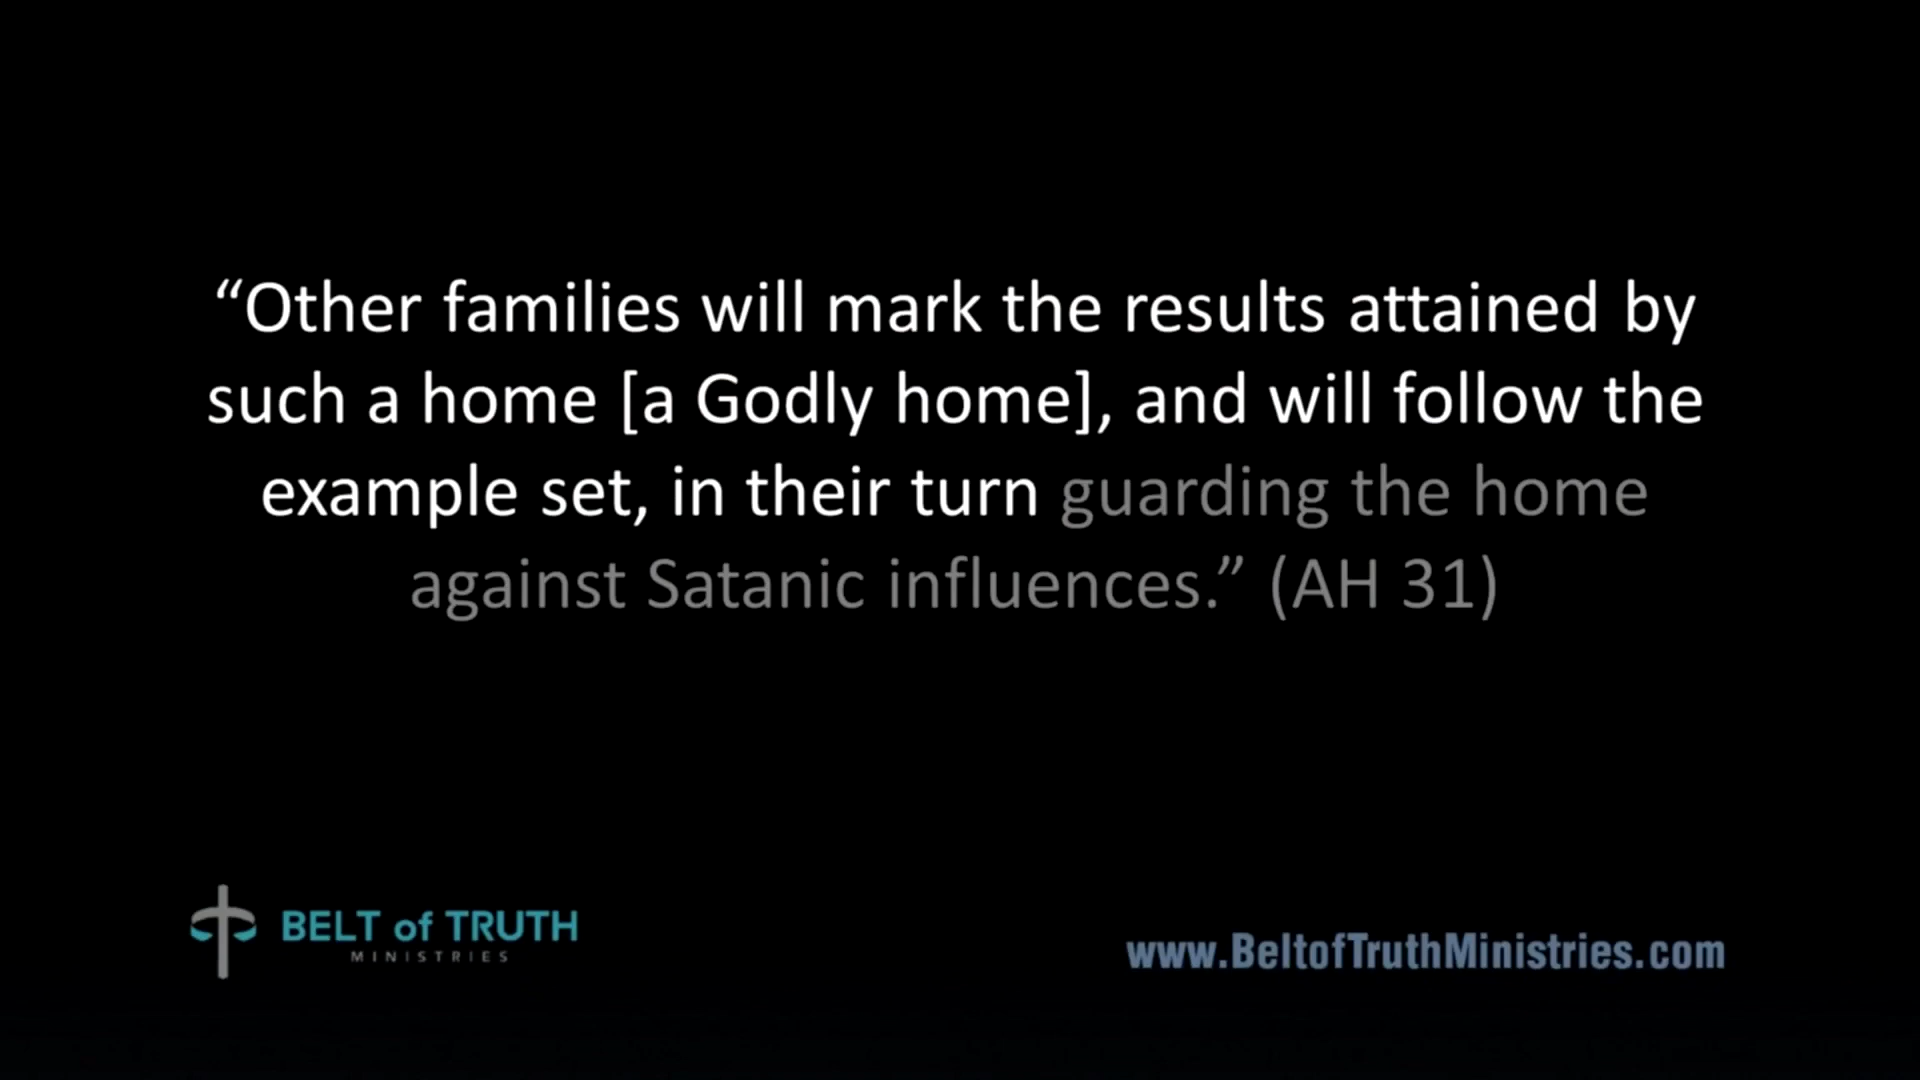 “Other families will mark the results attained by
such a home [a Godly home], and will follow the
example set, in their turn guarding the home
against Satanic influences.” (AH 31)
BELT of TRUTH
MINISTRIES
www.BeltofTruthMinistries.com